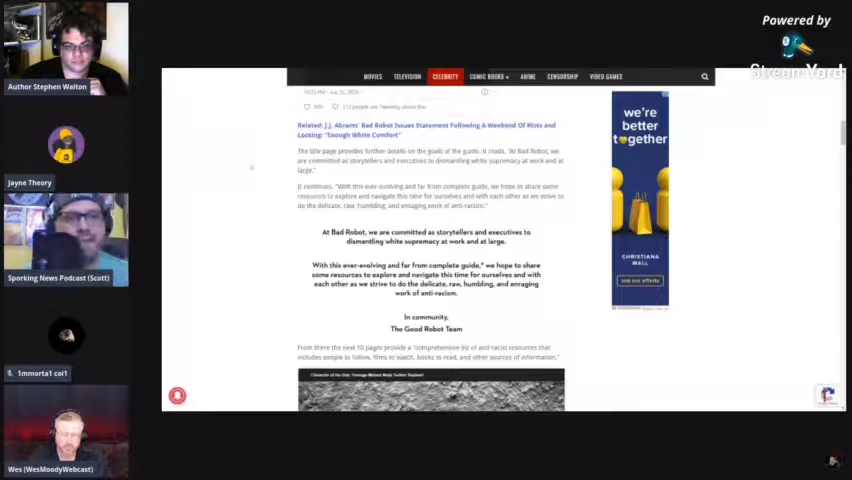 Powered by
StreamYard
MOVIES TELEVISION CELEBRITY COMIC BOOKS ANIME CENSORSHIP VIDEO GAMES
Related: J.J. Abrams' Bad Robot Issues Statement Following A Weekend Of Riots and
Looting: "Enough White Comfort"
The title page provides further details on the goals of the guide. It reads, "At Bad Robot, we
are committed as storytellers and executives to dismantling white supremacy at work and at
large."
It continues, "With this ever-evolving and far from complete guide, we hope to share some
resources to explore and navigate this time for ourselves and with each other as we strive to
do the delicate, raw, humbling, and enraging work of anti-racism."
At Bad Robot, we are committed as storytellers and executives to
dismantling white supremacy at work and at large.
With this ever-evolving and far from complete guide,* we hope to share
some resources to explore and navigate this time for ourselves and with
each other as we strive to do the delicate, raw, humbling, and enraging
work of anti-racism.
In community,
The Good Robot Team
From there the next 10 pages provide a "comprehensive list of anti-racist resources that
includes people to follow, films to watch, books to read, and other sources of information."
we're
better
together
CHRISTIANA
MALL
Author Stephen Walton
Jayne Theory
Sporking News Podcast (Scott)
1mmorta1 coi1
Wes (WesMoodyWebcast)